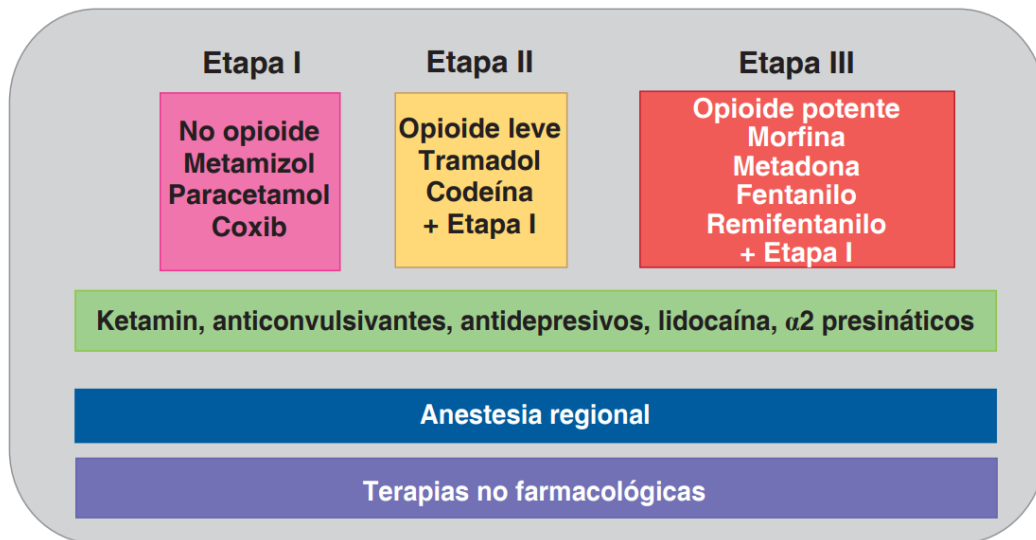 Etapa I
No opioide
Metamizol
Paracetamol
Coxib
Etapa II
Opioide leve
Tramadol
Codeína
+ Etapa I
Etapa III
Opioide potente
Morfina
Metadona
Fentanilo
Remifentanilo
+ Etapa I
Ketamin, anticonvulsivantes, antidepresivos, lidocaína, α2 presináticos
Anestesia regional
Terapias no farmacológicas